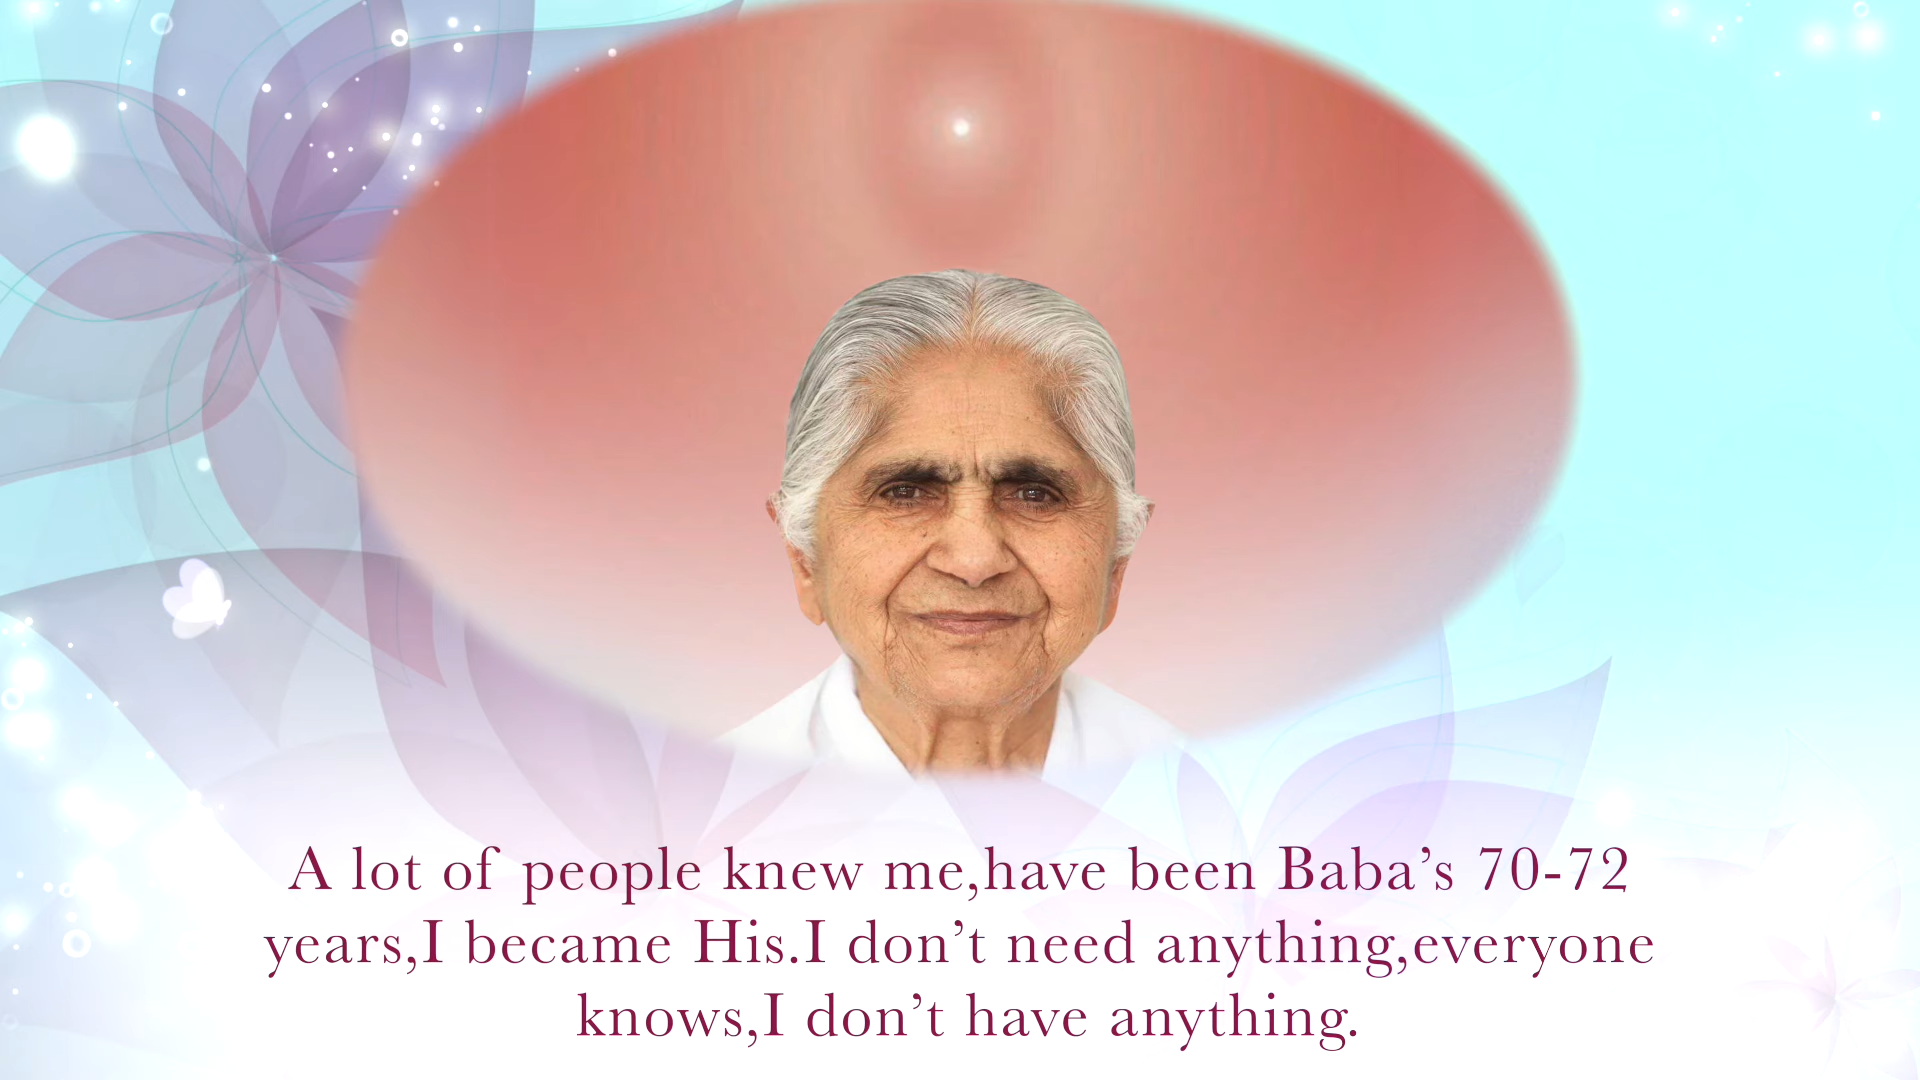 A lot of people knew me,have been Baba’s 70-72
years,I became His.I don’t need anything,everyone
knows,I don’t have anything.